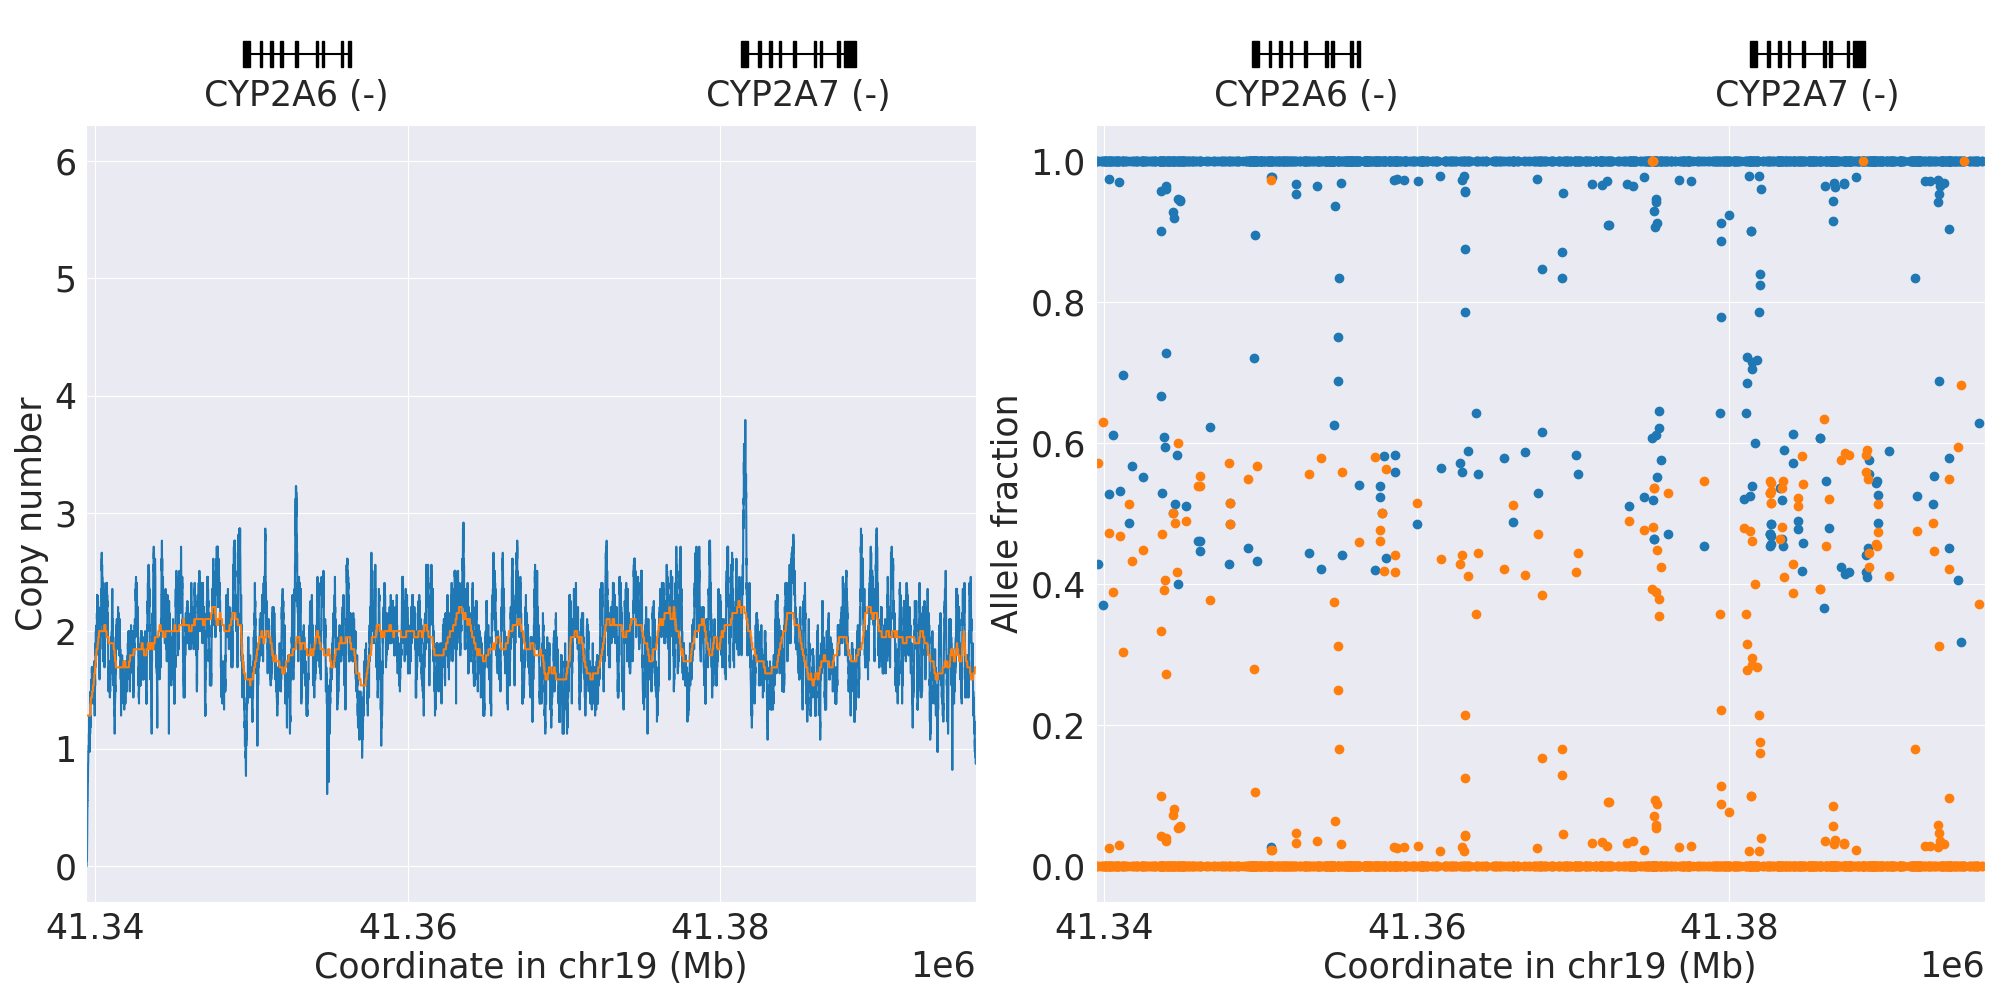 CYP2A6 (-)
CYP2A7 (-)
6
5
4
3
2
1
0
Copy number
41.34
41.36
41.38
Coordinate in chr19 (Mb)
1e6
CYP2A6 (-)
CYP2A7 (-)
1.0
0.8
0.6
0.4
0.2
0.0
Allele fraction
41.34
41.36
41.38
Coordinate in chr19 (Mb)
1e6